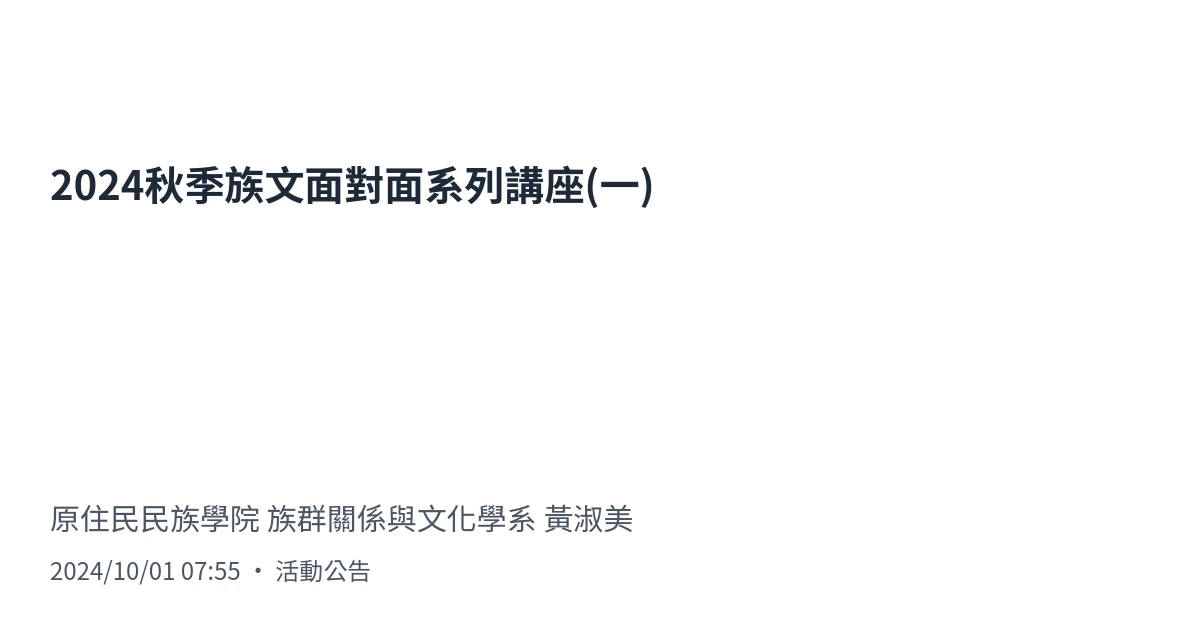 2024秋季族文面對面系列講座(一)
原住民民族學院 族群關係與文化學系 黃淑美
2024/10/01 07:55 • 活動公告